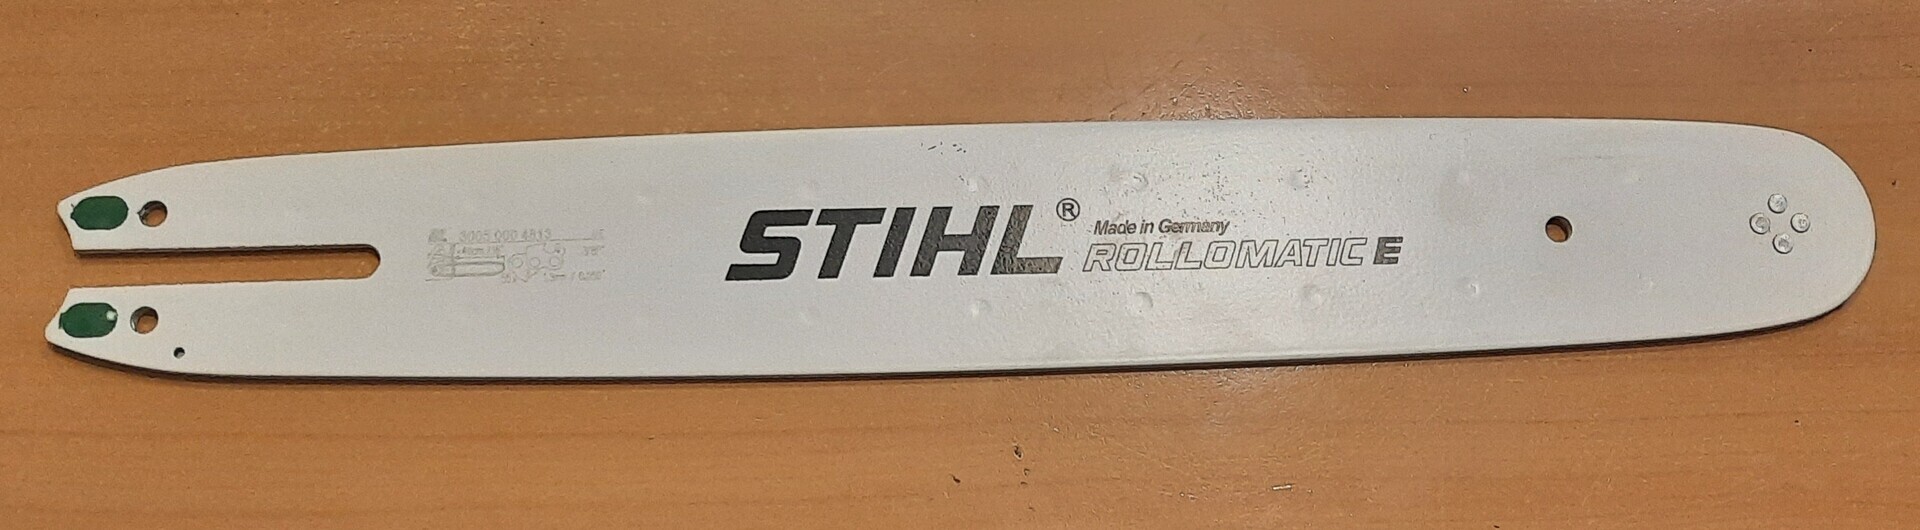 3005 000 4813
STIHL®
Made in Germany
ROLLOMATIC E